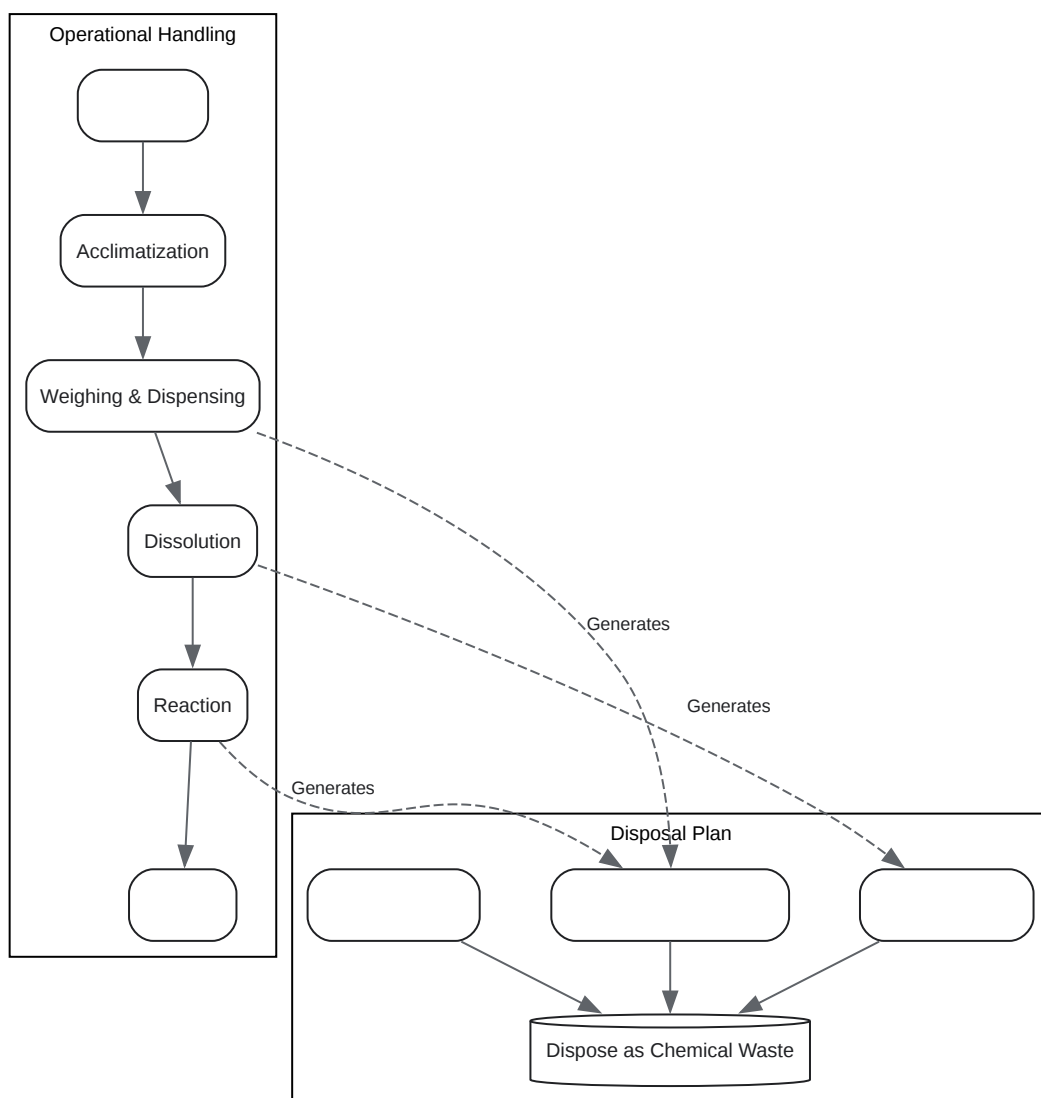 Operational Handling
Acclimatization
Weighing & Dispensing
Dissolution
Generates
Reaction
Generates
Generates
Disposal Plan
Dispose as Chemical Waste